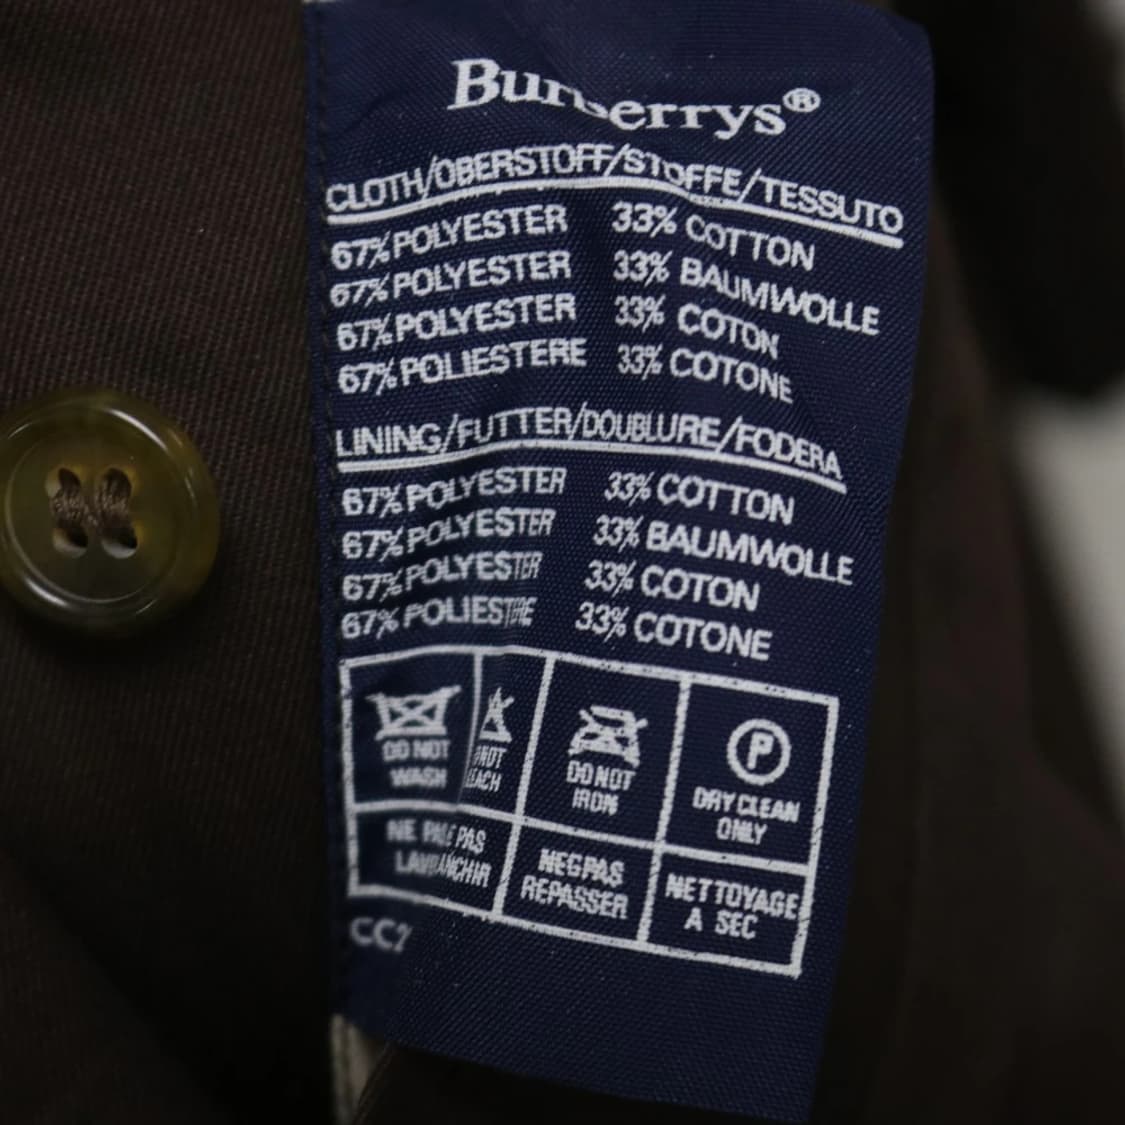 Burberrys®
CLOTH/OBERSTOFF/STOFFE/TESSUTO
67% POLYESTER 33% COTTON
67% POLYESTER 33% BAUMWOLLE
67% POLYESTER 33% COTON
67% POLIESTERE 33% COTONE
LINING/FUTTER/DOUBLURE/FODERA
67% POLYESTER 33% COTTON
67% POLYESTER 33% BAUMWOLLE
67% POLYESTER 33% COTON
67% POLIESTERE 33% COTONE
DO NOT
WASH
DO NOT
IRON
P
DRY CLEAN
ONLY
NE PAS
REPASSER
NETTOYAGE
A SEC